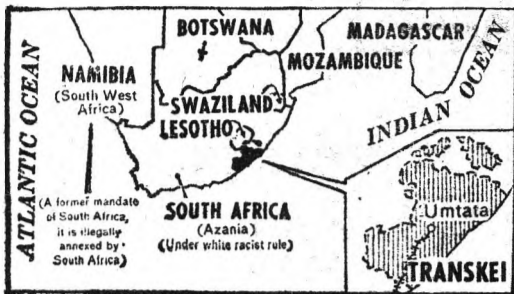 ATLANTIC OCEAN
NAMIBIA
(South West
Africa)
(A former mandate
of South Africa,
it is illegally
annexed by
South Africa)
BOTSWANA
SWAZILAND
LESOTHO
SOUTH AFRICA
(Azania)
(Under white racist rule)
MADAGASCAR
MOZAMBIQUE
INDIAN OCEAN
Umtata
TRANSKEI